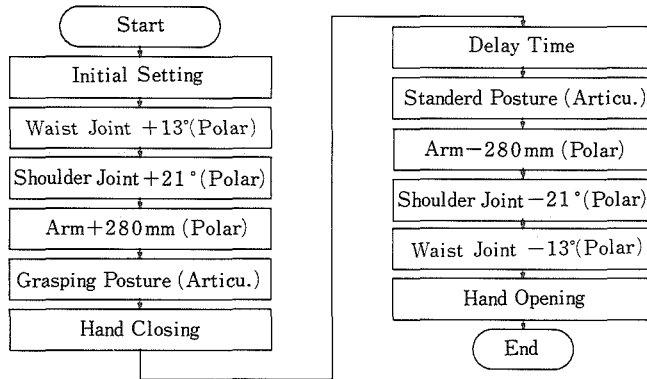 Start
Initial Setting
Waist Joint +13°(Polar)
Shoulder Joint+21°(Polar)
Arm+280mm (Polar)
Grasping Posture (Articu.)
Hand Closing
Delay Time
Standerd Posture (Articu.)
Arm−280mm (Polar)
Shoulder Joint−21°(Polar)
Waist Joint −13°(Polar)
Hand Opening
End